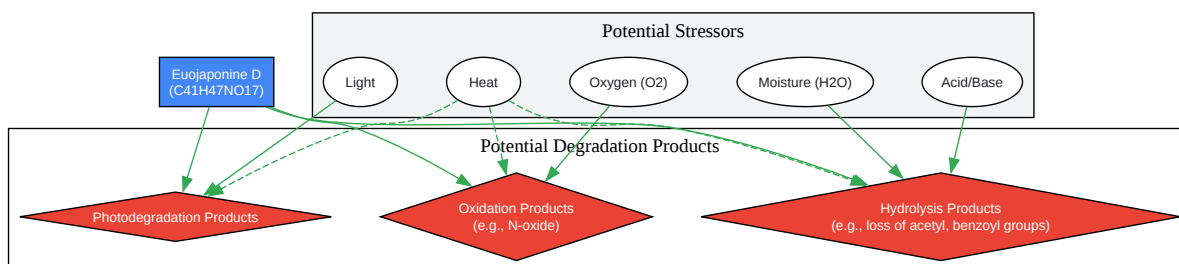 Potential Stressors
Euojaponine D
(C41H47NO17)
Light
Heat
Oxygen (O2)
Moisture (H2O)
Acid/Base
Potential Degradation Products
Photodegradation Products
Oxidation Products
(e.g., N-oxide)
Hydrolysis Products
(e.g., loss of acetyl, benzoyl groups)